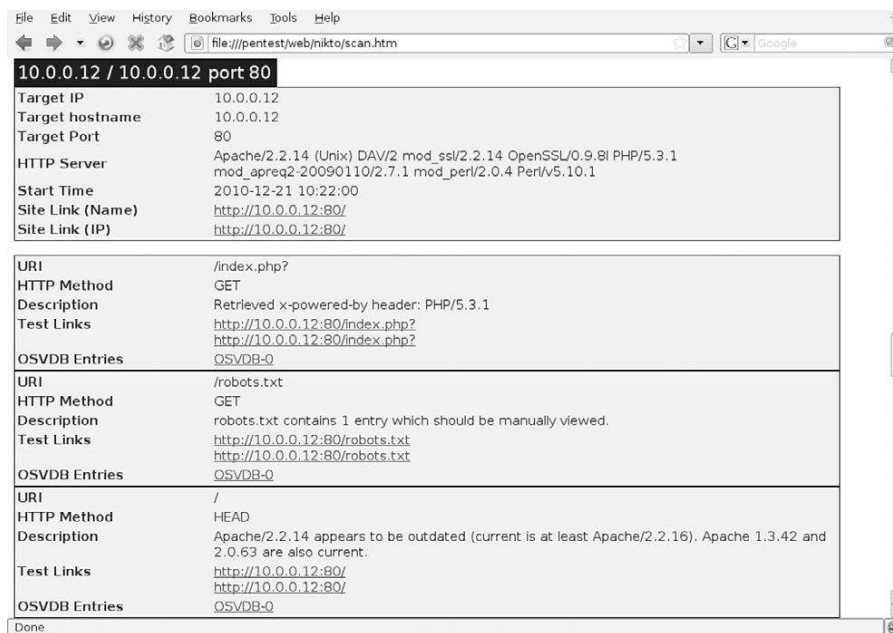 File Edit View History Bookmarks Tools Help
file:///pentest/web/nikto/scan.htm
G Google
10.0.0.12 / 10.0.0.12 port 80
Target IP 10.0.0.12
Target hostname 10.0.0.12
Target Port 80
HTTP Server Apache/2.2.14 (Unix) DAV/2 mod_ssl/2.2.14 OpenSSL/0.9.8l PHP/5.3.1
mod_apreq2-20090110/2.7.1 mod_perl/2.0.4 Perl/v5.10.1
Start Time 2010-12-21 10:22:00
Site Link (Name) http://10.0.0.12:80/
Site Link (IP) http://10.0.0.12:80/
URI /index.php?
HTTP Method GET
Description Retrieved x-powered-by header: PHP/5.3.1
Test Links http://10.0.0.12:80/index.php?
http://10.0.0.12:80/index.php?
OSVDB Entries OSVDB-0
URI /robots.txt
HTTP Method GET
Description robots.txt contains 1 entry which should be manually viewed.
Test Links http://10.0.0.12:80/robots.txt
http://10.0.0.12:80/robots.txt
OSVDB Entries OSVDB-0
URI /
HTTP Method HEAD
Description Apache/2.2.14 appears to be outdated (current is at least Apache/2.2.16). Apache 1.3.42 and
2.0.63 are also current.
Test Links http://10.0.0.12:80/
http://10.0.0.12:80/
OSVDB Entries OSVDB-0
Done